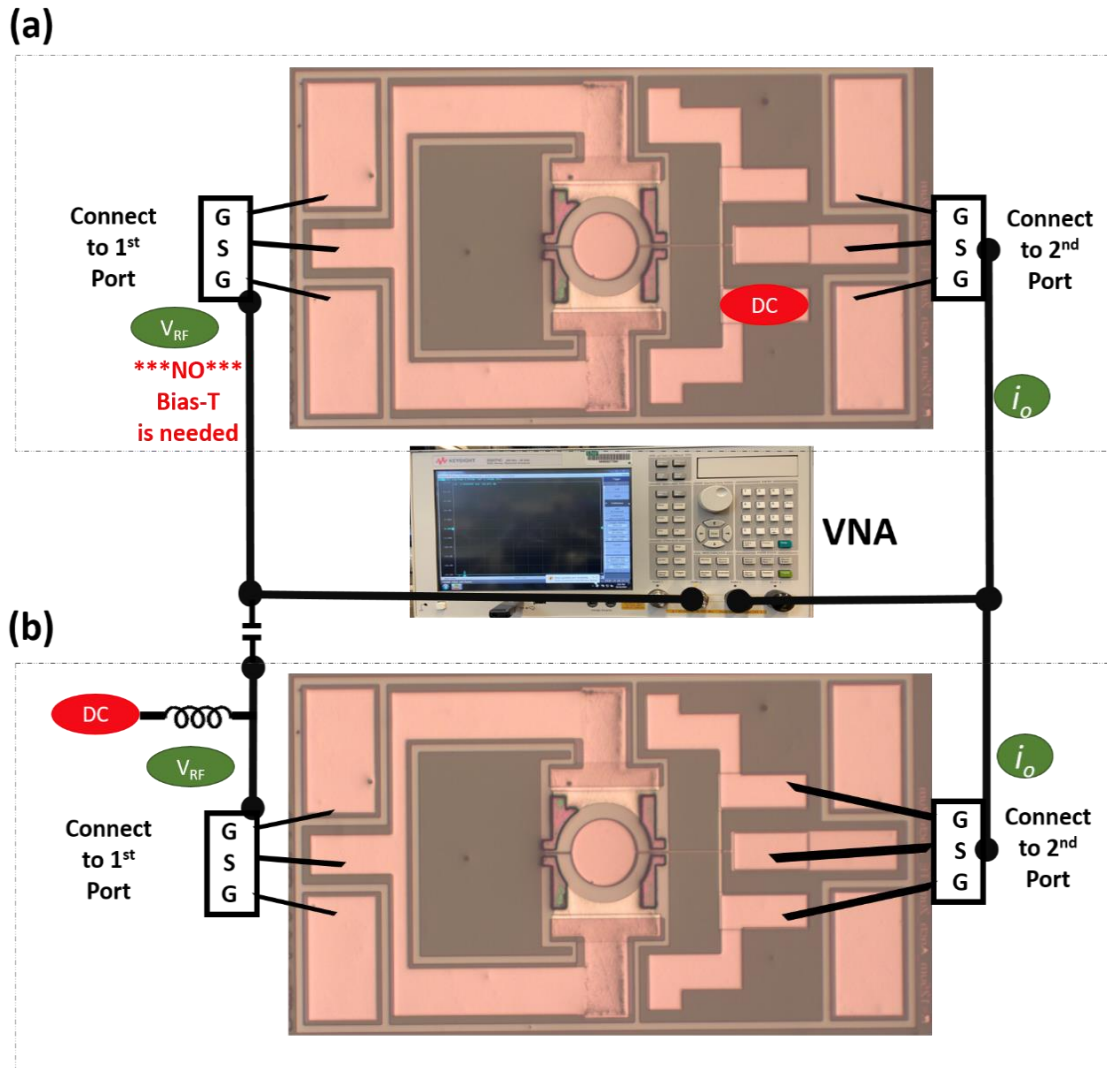 (a)
G
S
G
Connect
to 1st
Port
VRF
***NO***
Bias-T
is needed
DC
G
S
G
Connect
to 2nd
Port
io
KEYSIGHT
VNA
(b)
DC
VRF
G
S
G
Connect
to 1st
Port
io
G
S
G
Connect
to 2nd
Port